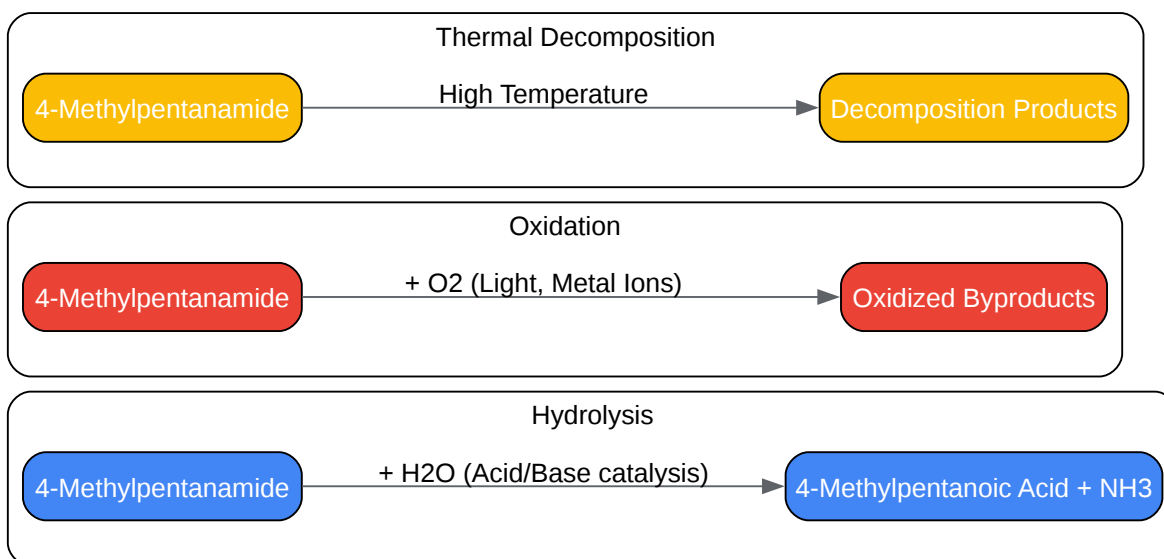 Thermal Decomposition
4-Methylpentanamide
High Temperature
Decomposition Products
Oxidation
4-Methylpentanamide
+ O2 (Light, Metal Ions)
Oxidized Byproducts
Hydrolysis
4-Methylpentanamide
+ H2O (Acid/Base catalysis)
4-Methylpentanoic Acid + NH3